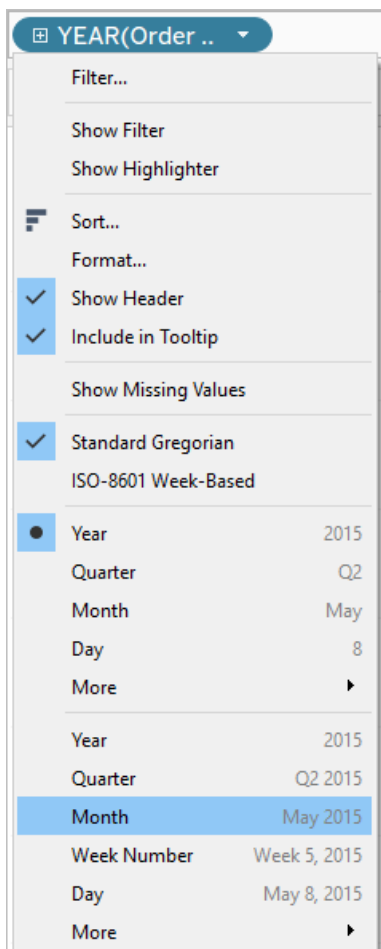 YEAR(Order ..
Filter...
Show Filter
Show Highlighter
Sort...
Format...
Show Header
Include in Tooltip
Show Missing Values
Standard Gregorian
ISO-8601 Week-Based
Year 2015
Quarter Q2
Month May
Day 8
More
Year 2015
Quarter Q2 2015
Month May 2015
Week Number Week 5, 2015
Day May 8, 2015
More